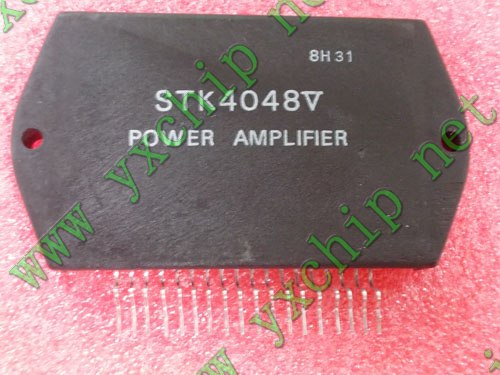 8H31
STK4048V
POWER AMPLIFIER
www yxchip net
www yxchip net